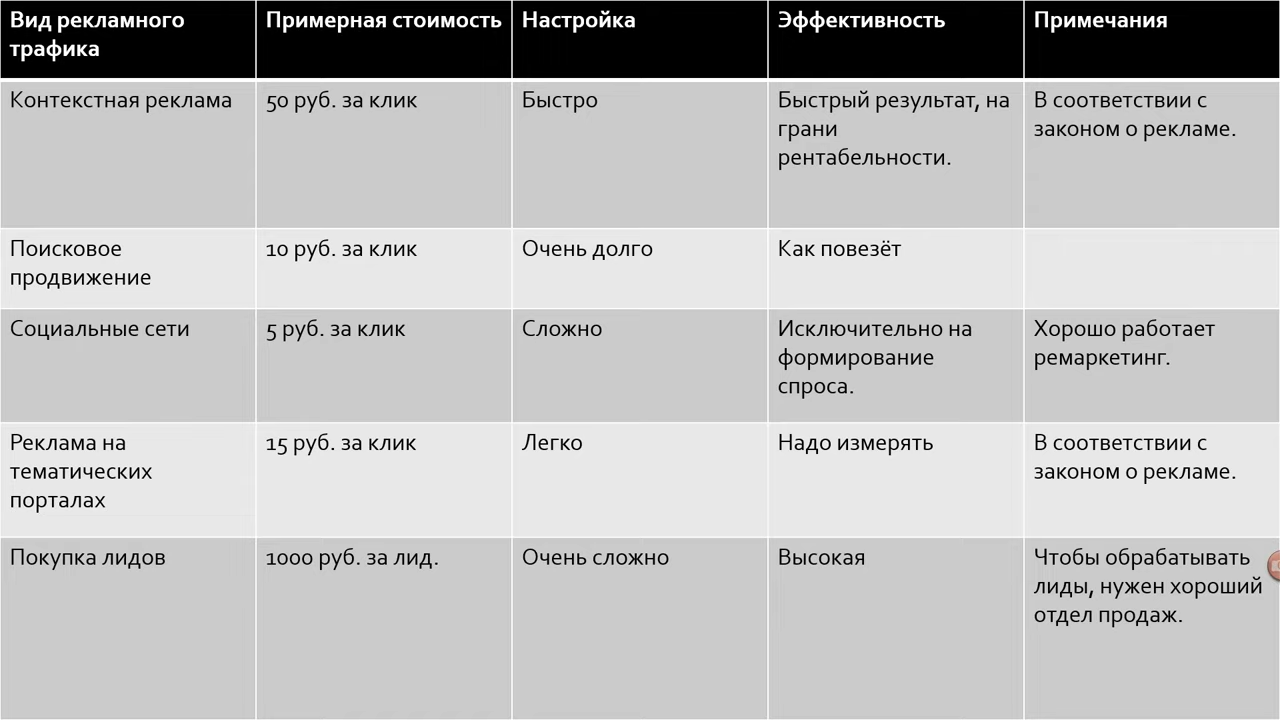 Вид рекламного
трафика
Примерная стоимость
Настройка
Эффективность
Примечания
Контекстная реклама
50 руб. за клик
Быстро
Быстрый результат, на
грани
рентабельности.
В соответствии с
законом о рекламе.
Поисковое
продвижение
10 руб. за клик
Очень долго
Как повезёт
Социальные сети
5 руб. за клик
Сложно
Исключительно на
формирование
спроса.
Хорошо работает
ремаркетинг.
Реклама на
тематических
порталах
15 руб. за клик
Легко
Надо измерять
В соответствии с
законом о рекламе.
Покупка лидов
1000 руб. за лид.
Очень сложно
Высокая
Чтобы обрабатывать
лиды, нужен хороший
отдел продаж.